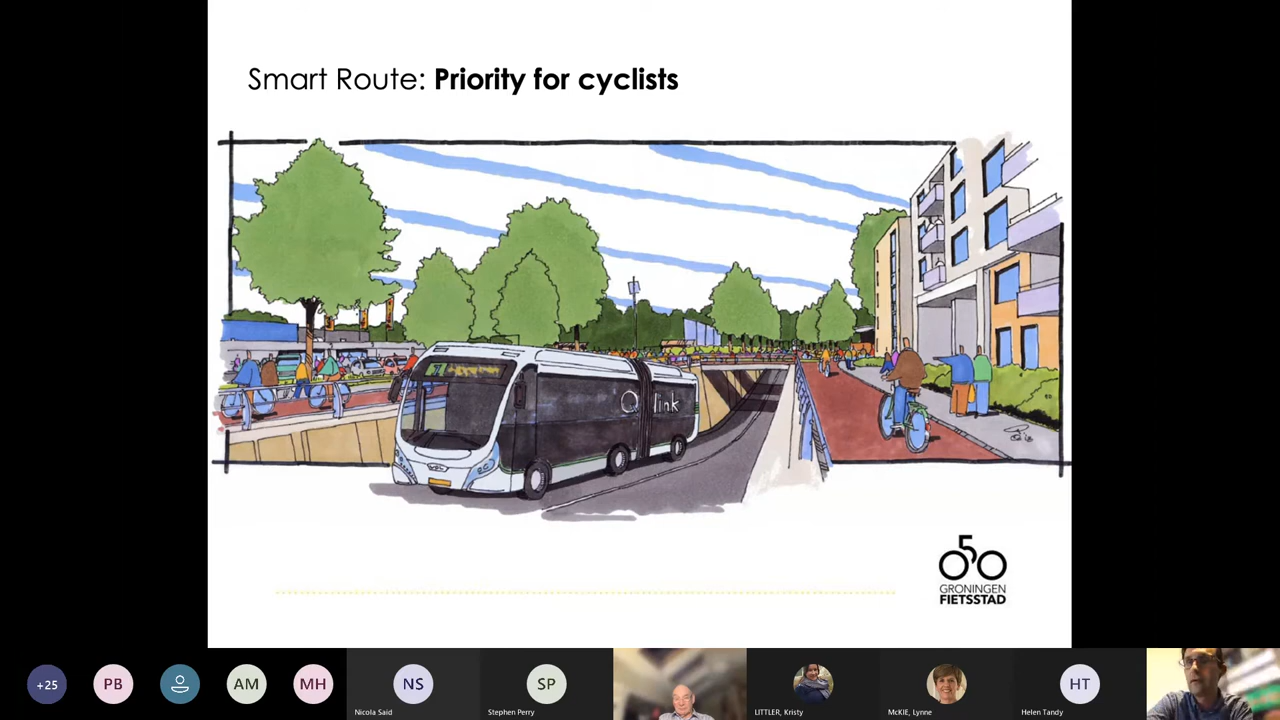 Smart Route: Priority for cyclists
link
50
GRONINGEN
FIETSSTAD
+25
PB
AM
MH
NS
Nicola Said
SP
Stephen Perry
LITTLER, Kristy
McKIE, Lynne
HT
Helen Tandy